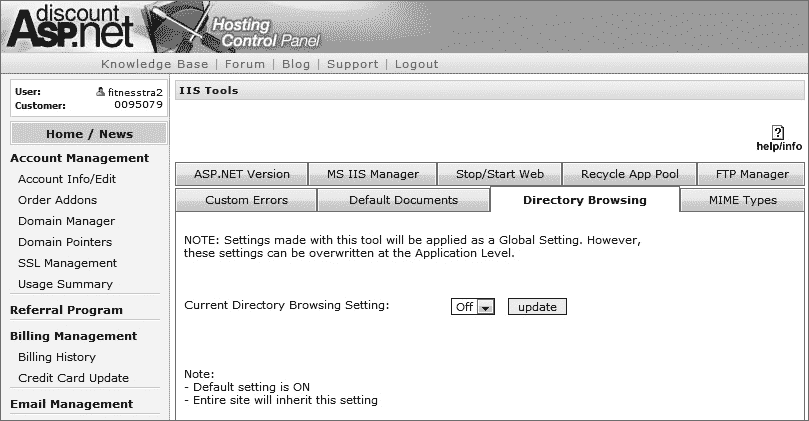 discount
ASP.net
Hosting
Control Panel
Knowledge Base | Forum | Blog | Support | Logout
User: fitnesstra2
Customer: 0095079
Home / News
Account Management
Account Info/Edit
Order Addons
Domain Manager
Domain Pointers
SSL Management
Usage Summary
Referral Program
Billing Management
Billing History
Credit Card Update
Email Management
IIS Tools
help/info
ASP.NET Version
MS IIS Manager
Stop/Start Web
Recycle App Pool
FTP Manager
Custom Errors
Default Documents
Directory Browsing
MIME Types
NOTE: Settings made with this tool will be applied as a Global Setting. However,
these settings can be overwritten at the Application Level.
Current Directory Browsing Setting: Off update
Note:
- Default setting is ON
- Entire site will inherit this setting